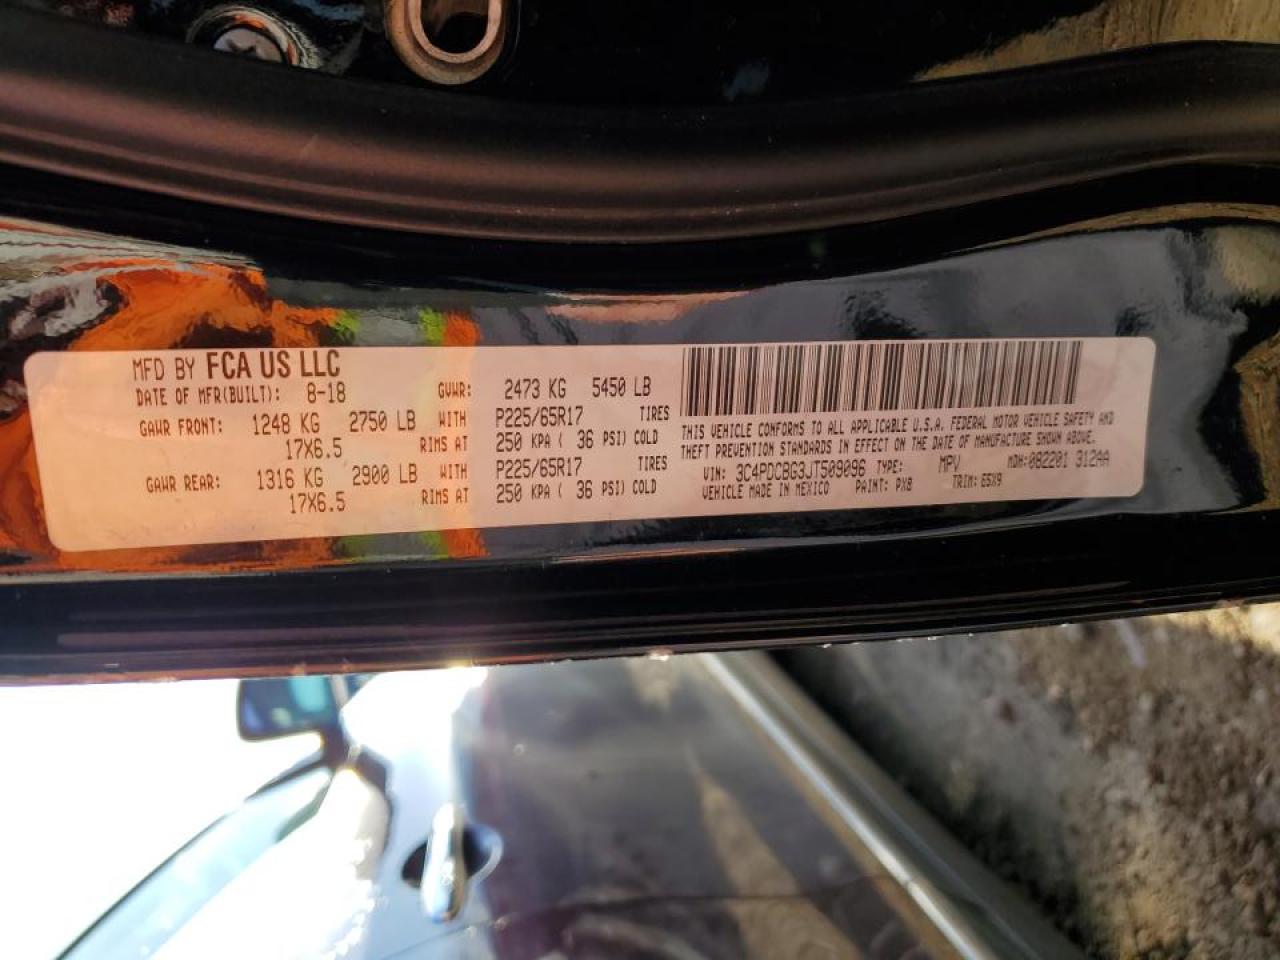 MFD BY FCA US LLC
DATE OF MFR(BUILT): 8-18 GVWR: 2473 KG 5450 LB
GAWR FRONT: 1248 KG 2750 LB WITH P225/65R17 TIRES
17X6.5 RIMS AT 250 KPA ( 36 PSI) COLD
GAWR REAR: 1316 KG 2900 LB WITH P225/65R17 TIRES
17X6.5 RIMS AT 250 KPA ( 36 PSI) COLD
THIS VEHICLE CONFORMS TO ALL APPLICABLE U.S.A. FEDERAL MOTOR VEHICLE SAFETY AND
THEFT PREVENTION STANDARDS IN EFFECT ON THE DATE OF MANUFACTURE SHOWN ABOVE.
VIN: 3C4PDCBG3JT509096 TYPE: MPV MDH:082201 312AA
VEHICLE MADE IN MEXICO PAINT: PX8 TRIM: E5X9